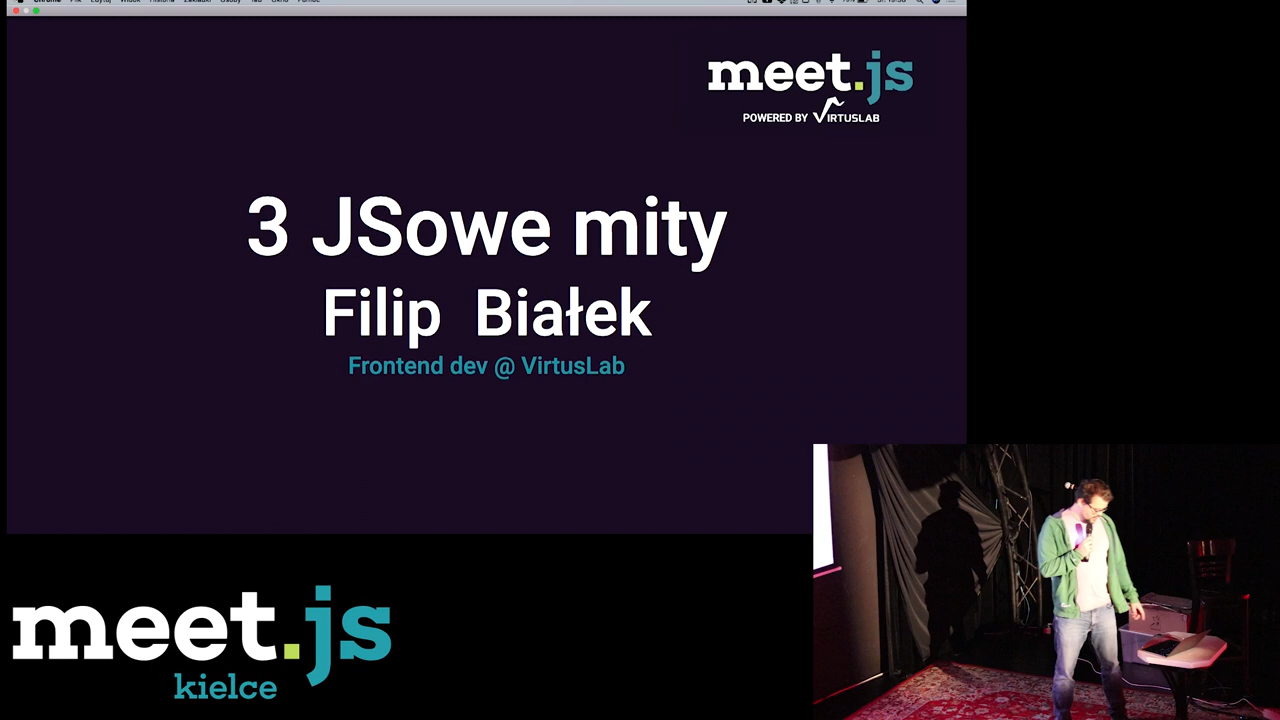 meet.js
POWERED BY VIRTUSLAB
3 JSowe mity
Filip Białek
Frontend dev @ VirtusLab
meet.js
kielce